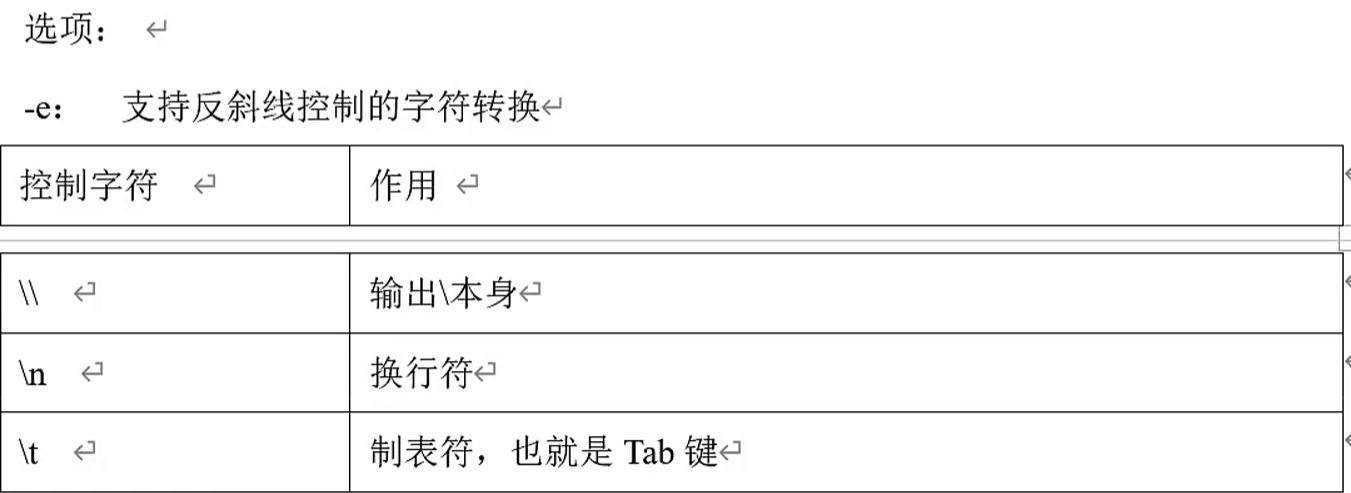 选项：
-e： 支持反斜线控制的字符转换
控制字符 作用
\\ 输出\本身
\n 换行符
\t 制表符，也就是 Tab 键